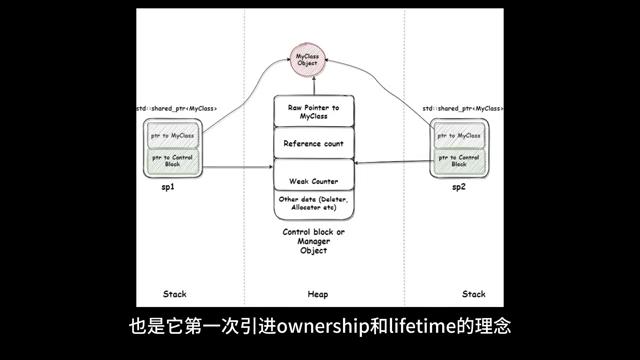 MyClass
Object
std::shared_ptr<MyClass>
ptr to MyClass
ptr to Control
Block
sp1
Raw Pointer to
MyClass
Reference count
Weak Counter
Other data (Deleter,
Allocator etc)
Control block or
Manager
Object
std::shared_ptr<MyClass>
ptr to MyClass
ptr to Control
Block
sp2
Stack
Heap
Stack
也是它第一次引进ownership和lifetime的理念